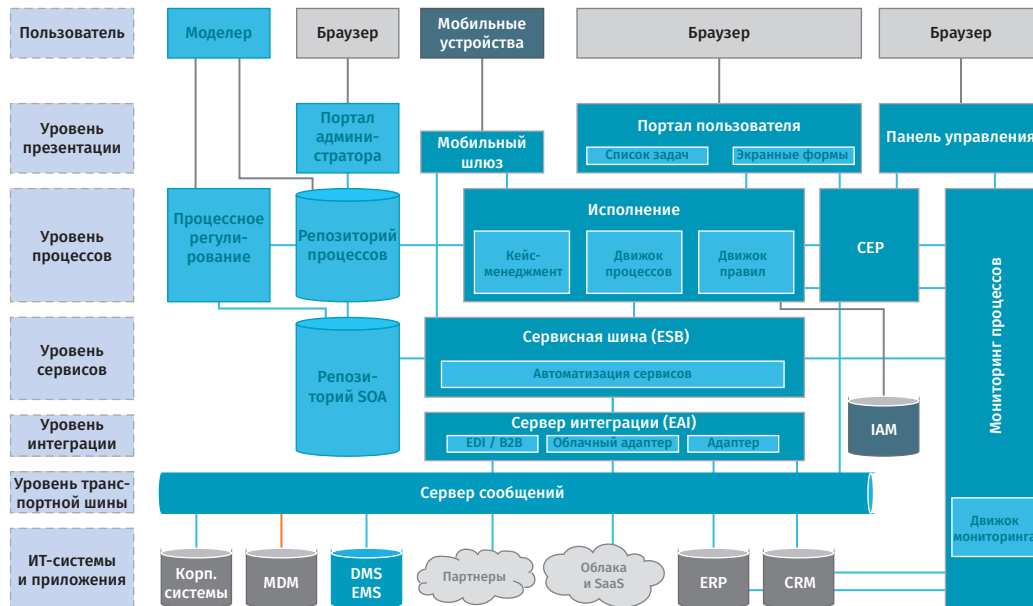 Пользователь
Моделер
Браузер
Мобильные
устройства
Браузер
Браузер
Уровень
презентации
Портал
админи-
стратора
Мобильный
шлюз
Портал пользователя
Список задач
Экранные формы
Панель управления
Уровень
процессов
Процессное
регули-
рование
Репозиторий
процессов
Исполнение
Кейс-
менеджмент
Движок
процессов
Движок
правил
CEP
Мониторинг процессов
Уровень
сервисов
Репози-
торий SOA
Сервисная шина (ESB)
Автоматизация сервисов
IAM
Уровень
интеграции
Сервер интеграции (EAI)
EDI / B2B
Облачный адаптер
Адаптер
Уровень транс-
портной шины
Сервер сообщений
Движок
мониторинга
ИТ-системы
и приложения
Корп.
системы
MDM
DMS
EMS
Партнеры
Облака
и SaaS
ERP
CRM